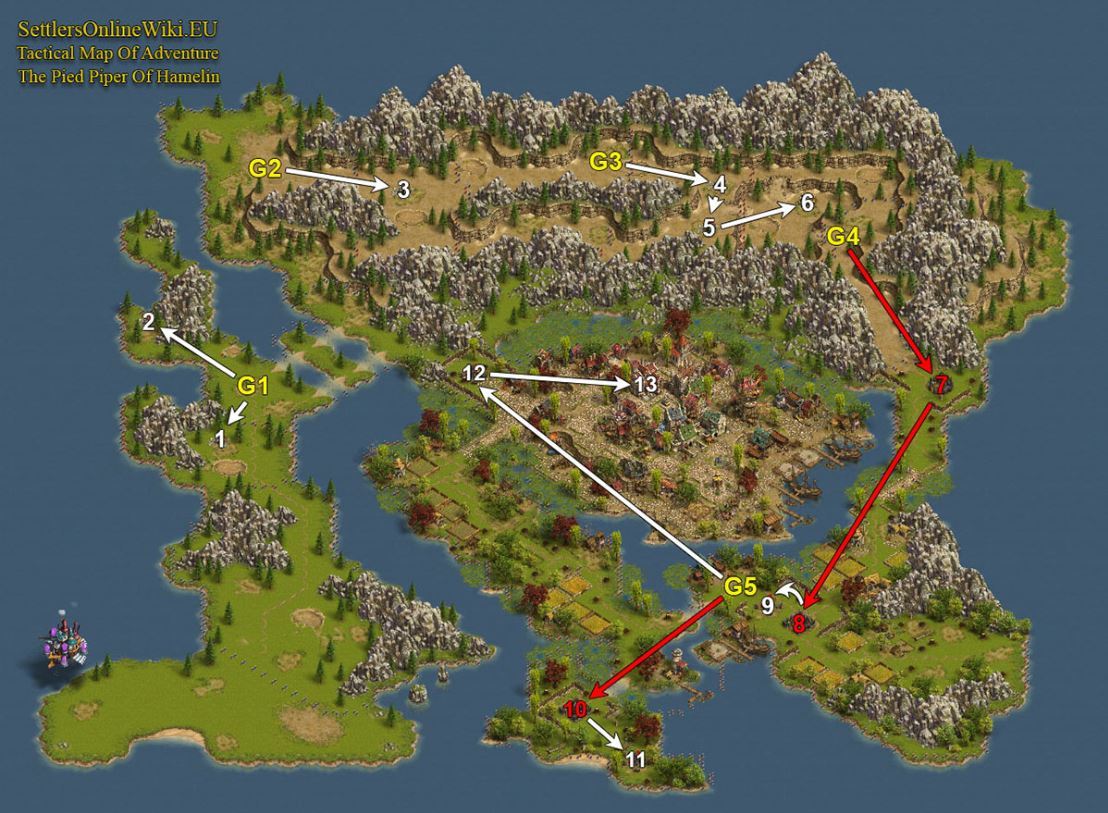 SettlersOnlineWiki.EU
Tactical Map Of Adventure
The Pied Piper Of Hamelin
G2
3
G3
4
5
6
G4
2
G1
1
12
13
7
G5
9
8
10
11